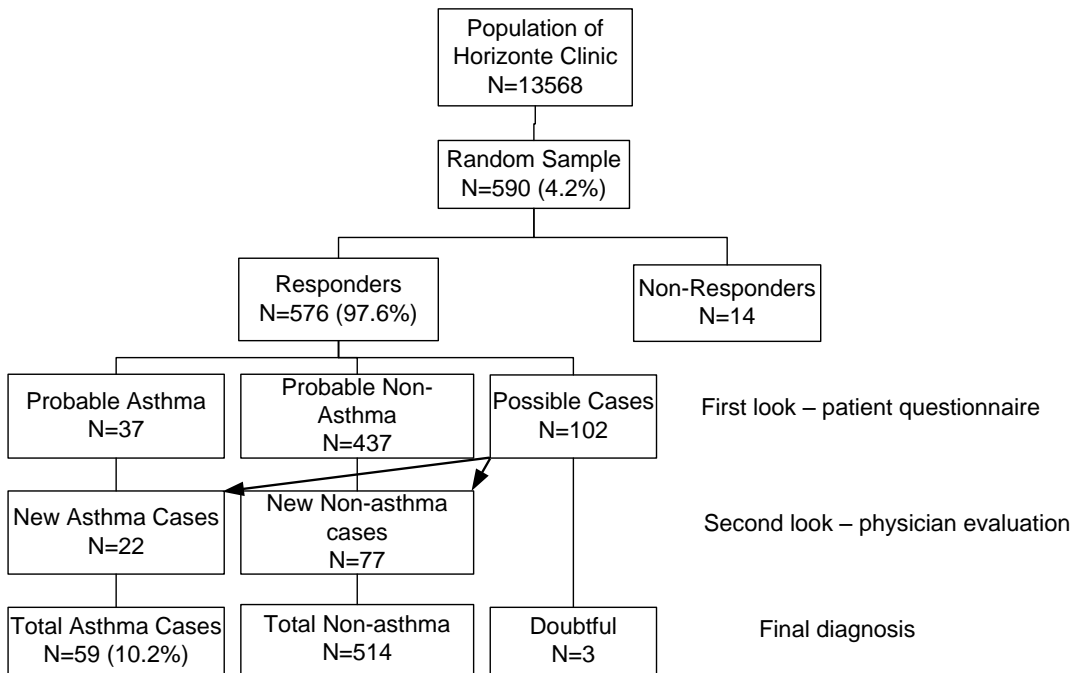 Population of
Horizonte Clinic
N=13568
Random Sample
N=590 (4.2%)
Responders
N=576 (97.6%)
Non-Responders
N=14
Probable Asthma
N=37
Probable Non-
Asthma
N=437
Possible Cases
N=102
First look – patient questionnaire
New Asthma Cases
N=22
New Non-asthma
cases
N=77
Second look – physician evaluation
Total Asthma Cases
N=59 (10.2%)
Total Non-asthma
N=514
Doubtful
N=3
Final diagnosis